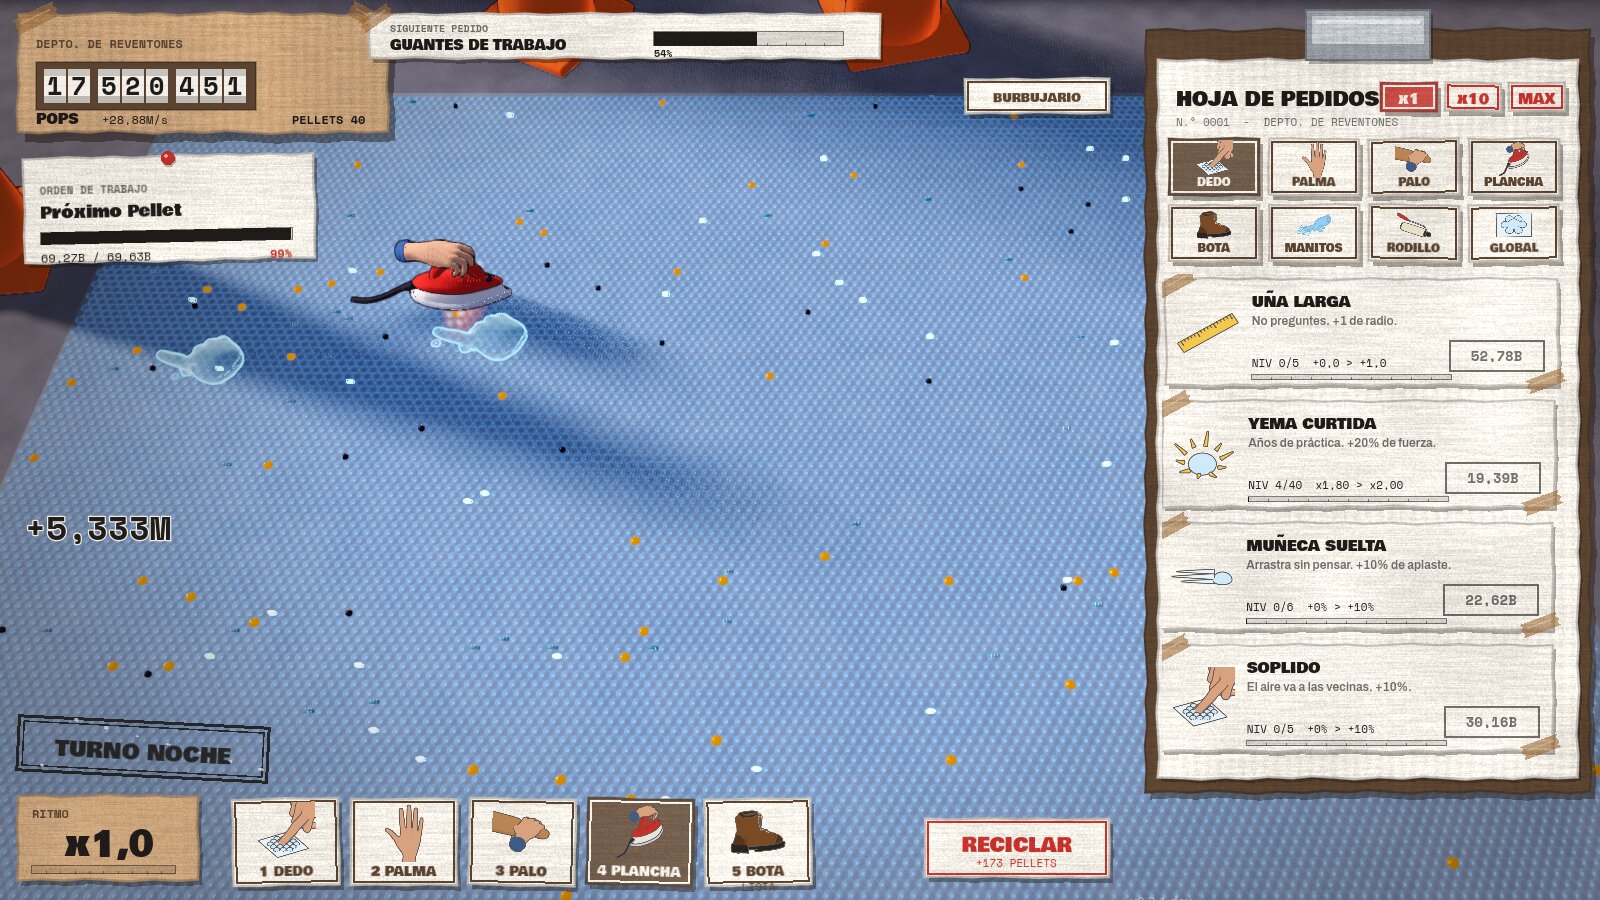 DEPTO. DE REVENTONES
17 520 451
POPS +28,88M/s PELLETS 40
SIGUIENTE PEDIDO
GUANTES DE TRABAJO
54%
BURBUJARIO
ORDEN DE TRABAJO
Próximo Pellet
69,27B / 69,63B 99%
+5,333M
TURNO NOCHE
RITMO
x1,0
1 DEDO
2 PALMA
3 PALO
4 PLANCHA
5 BOTA
LISTA
RECICLAR
+173 PELLETS
HOJA DE PEDIDOS x1 x10 MAX
N.º 0001 - DEPTO. DE REVENTONES
DEDO PALMA PALO PLANCHA
BOTA MANITOS RODILLO GLOBAL
UÑA LARGA
No preguntes. +1 de radio.
NIV 0/5 +0,0 > +1,0 52,78B
YEMA CURTIDA
Años de práctica. +20% de fuerza.
NIV 4/40 x1,80 > x2,00 19,39B
MUÑECA SUELTA
Arrastra sin pensar. +10% de aplaste.
NIV 0/6 +0% > +10% 22,62B
SOPLIDO
El aire va a las vecinas. +10%.
NIV 0/5 +0% > +10% 30,16B